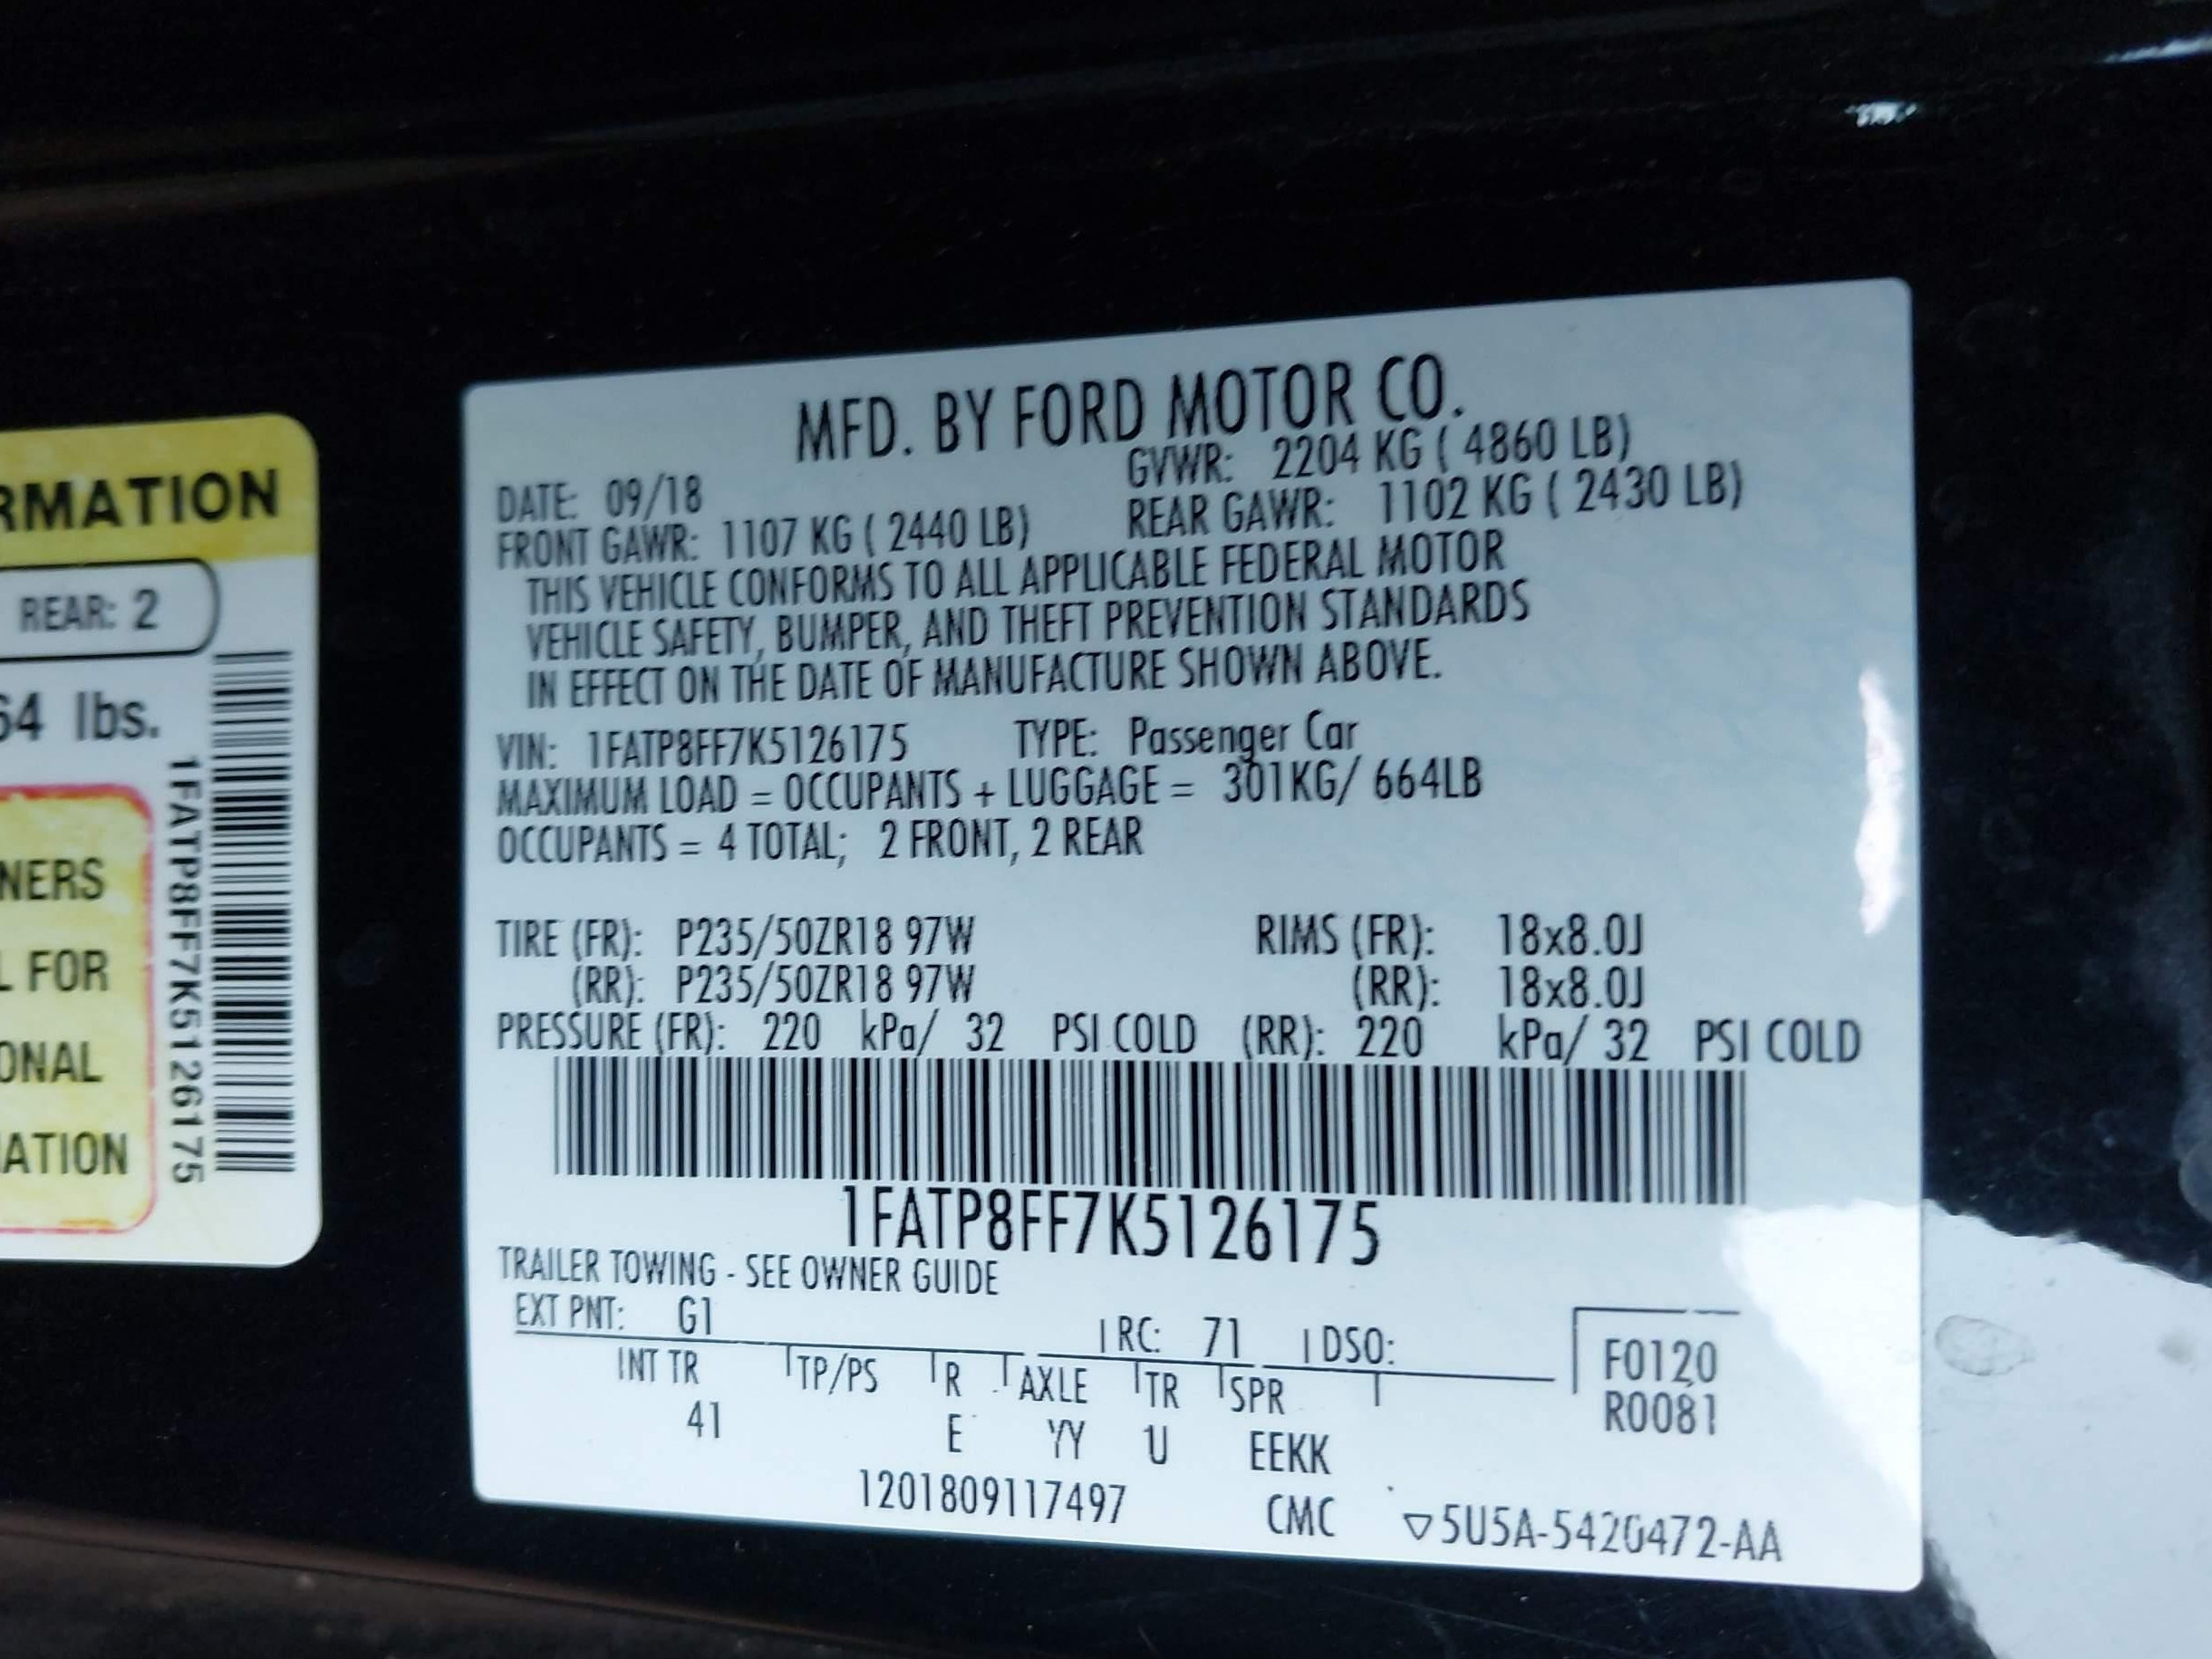 RMATION
REAR: 2
64 lbs.
NERS
L FOR
ONAL
ATION
1FATP8FF7K5126175
MFD. BY FORD MOTOR CO.
DATE: 09/18 GVWR: 2204 KG ( 4860 LB)
FRONT GAWR: 1107 KG ( 2440 LB) REAR GAWR: 1102 KG ( 2430 LB)
THIS VEHICLE CONFORMS TO ALL APPLICABLE FEDERAL MOTOR
VEHICLE SAFETY, BUMPER, AND THEFT PREVENTION STANDARDS
IN EFFECT ON THE DATE OF MANUFACTURE SHOWN ABOVE.
VIN: 1FATP8FF7K5126175 TYPE: Passenger Car
MAXIMUM LOAD = OCCUPANTS + LUGGAGE = 301KG/ 664LB
OCCUPANTS = 4 TOTAL; 2 FRONT, 2 REAR
TIRE (FR): P235/50ZR18 97W RIMS (FR): 18x8.0J
(RR): P235/50ZR18 97W (RR): 18x8.0J
PRESSURE (FR): 220 kPa/ 32 PSI COLD (RR): 220 kPa/ 32 PSI COLD
1FATP8FF7K5126175
TRAILER TOWING - SEE OWNER GUIDE
EXT PNT: G1 RC: 71 DSO:
INT TR TP/PS R AXLE TR SPR
41 E YY U EEKK
F0120
R0081
1201809117497 CMC ▽5U5A-5420472-AA